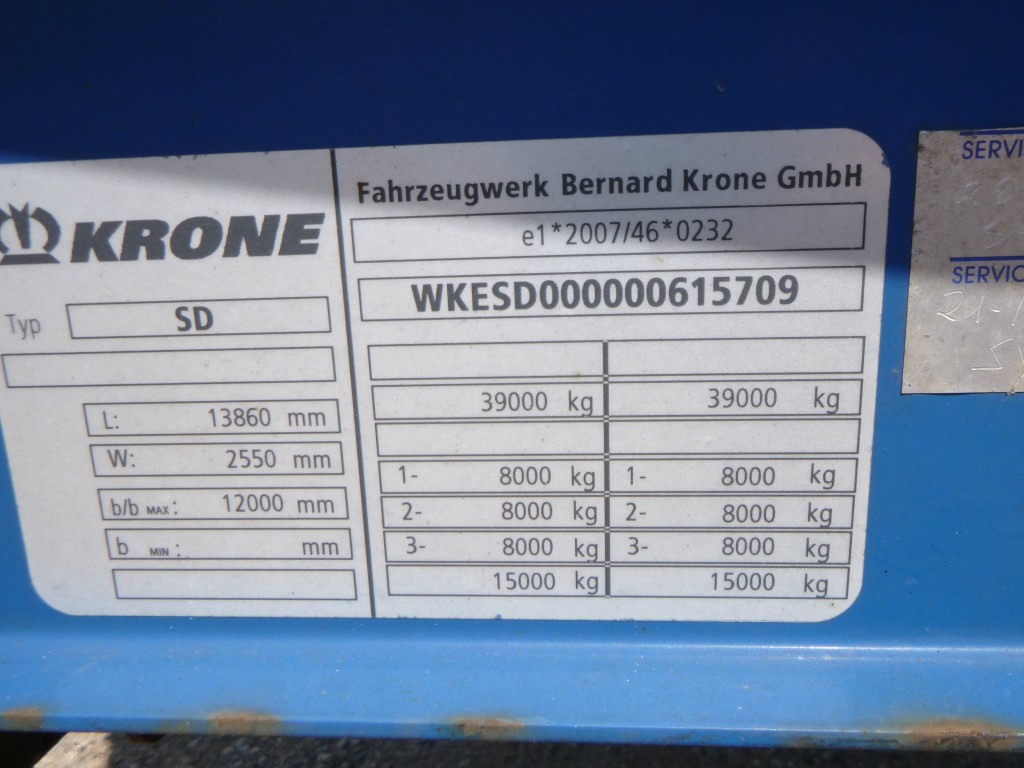 KRONE
Typ SD
L: 13860 mm
W: 2550 mm
b/b MAX: 12000 mm
b MIN: mm
Fahrzeugwerk Bernard Krone GmbH
e1*2007/46*0232
WKESD000000615709
39000 kg 39000 kg
1- 8000 kg 1- 8000 kg
2- 8000 kg 2- 8000 kg
3- 8000 kg 3- 8000 kg
15000 kg 15000 kg